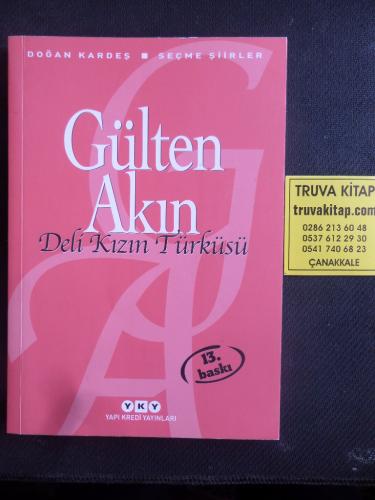 DOĞAN KARDEŞ ■ SEÇME ŞİİRLER
Gülten
Akın
Deli Kızın Türküsü
13.
baskı
YKY
YAPI KREDİ YAYINLARI
TRUVA KİTAP
truvakitap.com
0286 213 60 48
0537 612 29 30
0541 740 68 23
ÇANAKKALE